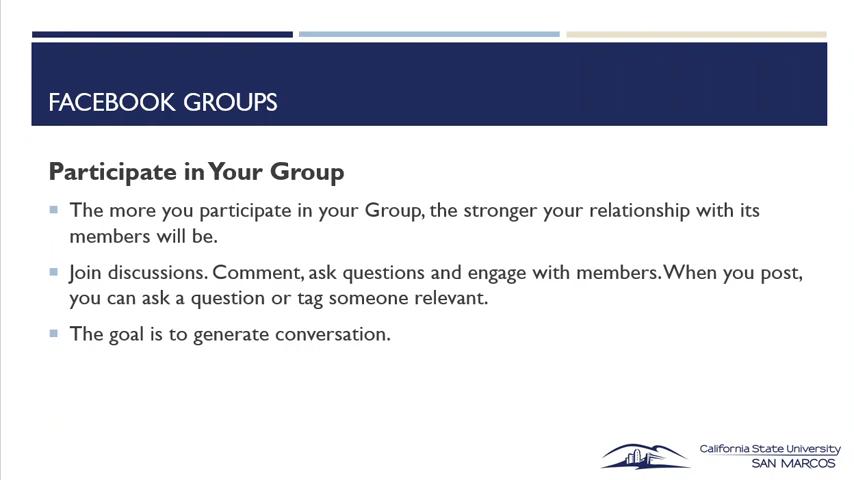 FACEBOOK GROUPS
Participate in Your Group
The more you participate in your Group, the stronger your relationship with its
members will be.
Join discussions. Comment, ask questions and engage with members. When you post,
you can ask a question or tag someone relevant.
The goal is to generate conversation.
California State University
SAN MARCOS